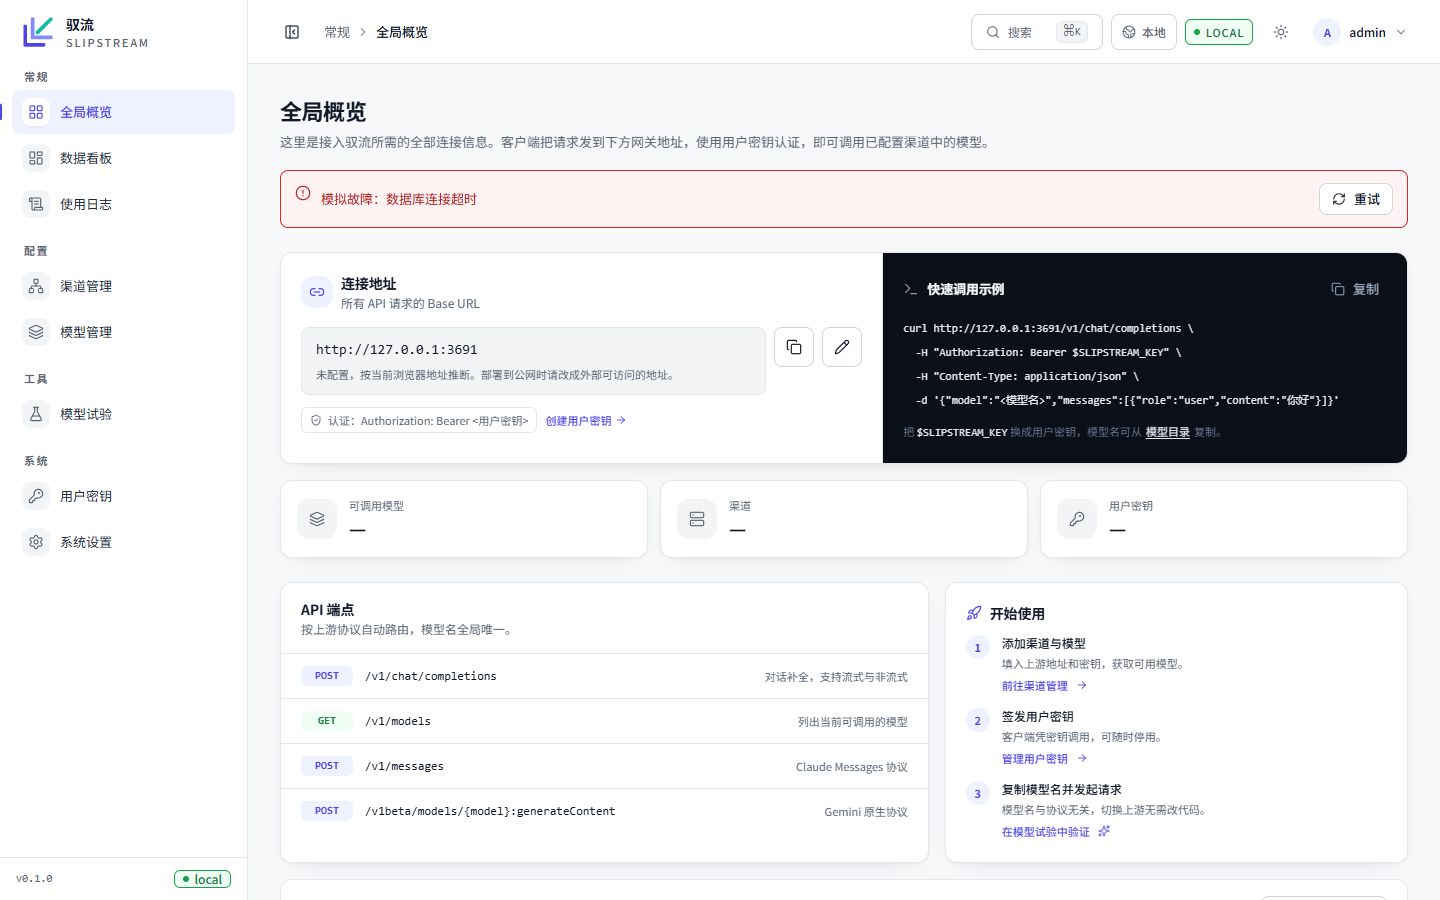 驭流
SLIPSTREAM
常规
全局概览
数据看板
使用日志
配置
渠道管理
模型管理
工具
模型试验
系统
用户密钥
系统设置
v0.1.0
local
常规
全局概览
搜索
⌘K
本地
LOCAL
A
admin
全局概览
这里是接入驭流所需的全部连接信息。客户端把请求发到下方网关地址，使用用户密钥认证，即可调用已配置渠道中的模型。
模拟故障：数据库连接超时
重试
连接地址
所有 API 请求的 Base URL
http://127.0.0.1:3691
未配置，按当前浏览器地址推断。部署到公网时请改成外部可访问的地址。
认证：Authorization: Bearer <用户密钥>
创建用户密钥
快速调用示例
复制
curl http://127.0.0.1:3691/v1/chat/completions \
-H "Authorization: Bearer $SLIPSTREAM_KEY" \
-H "Content-Type: application/json" \
-d '{"model":"<模型名>","messages":[{"role":"user","content":"你好"}]}'
把 $SLIPSTREAM_KEY 换成用户密钥，模型名可从 模型目录 复制。
可调用模型
—
渠道
—
用户密钥
—
API 端点
按上游协议自动路由，模型名全局唯一。
POST /v1/chat/completions 对话补全，支持流式与非流式
GET /v1/models 列出当前可调用的模型
POST /v1/messages Claude Messages 协议
POST /v1beta/models/{model}:generateContent Gemini 原生协议
开始使用
1 添加渠道与模型
填入上游地址和密钥，获取可用模型。
前往渠道管理
2 签发用户密钥
客户端凭密钥调用，可随时停用。
管理用户密钥
3 复制模型名并发起请求
模型名与协议无关，切换上游无需改代码。
在模型试验中验证